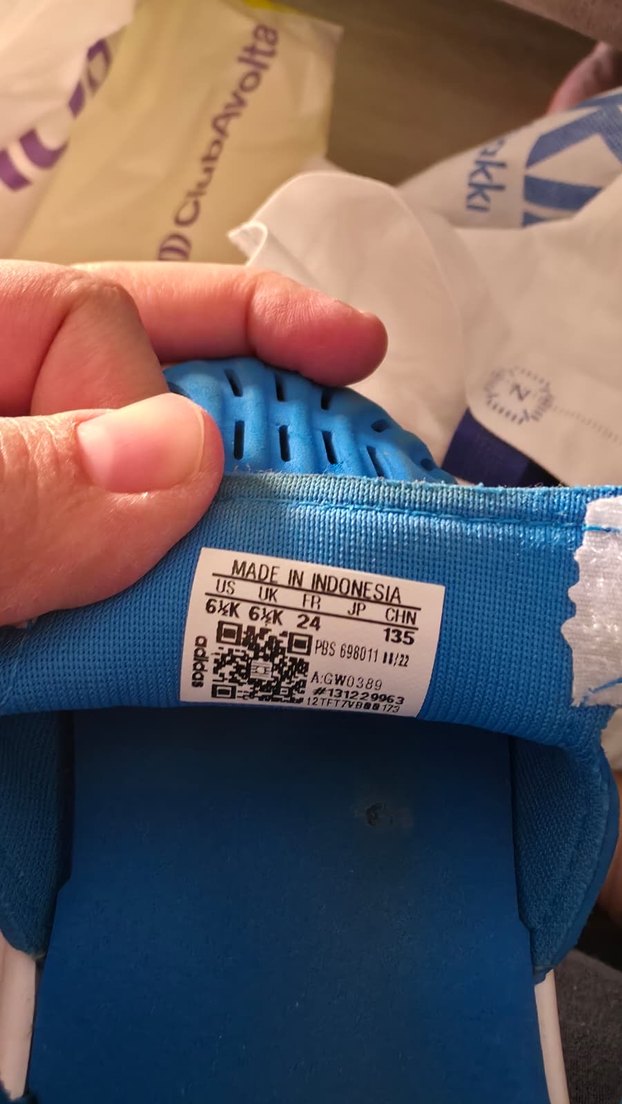 ClubAvolta
akki
N
MADE IN INDONESIA
US UK FR JP CHN
6½K 6½K 24 135
PBS 698011 11/22
A:GW0389
#131229963
adidas